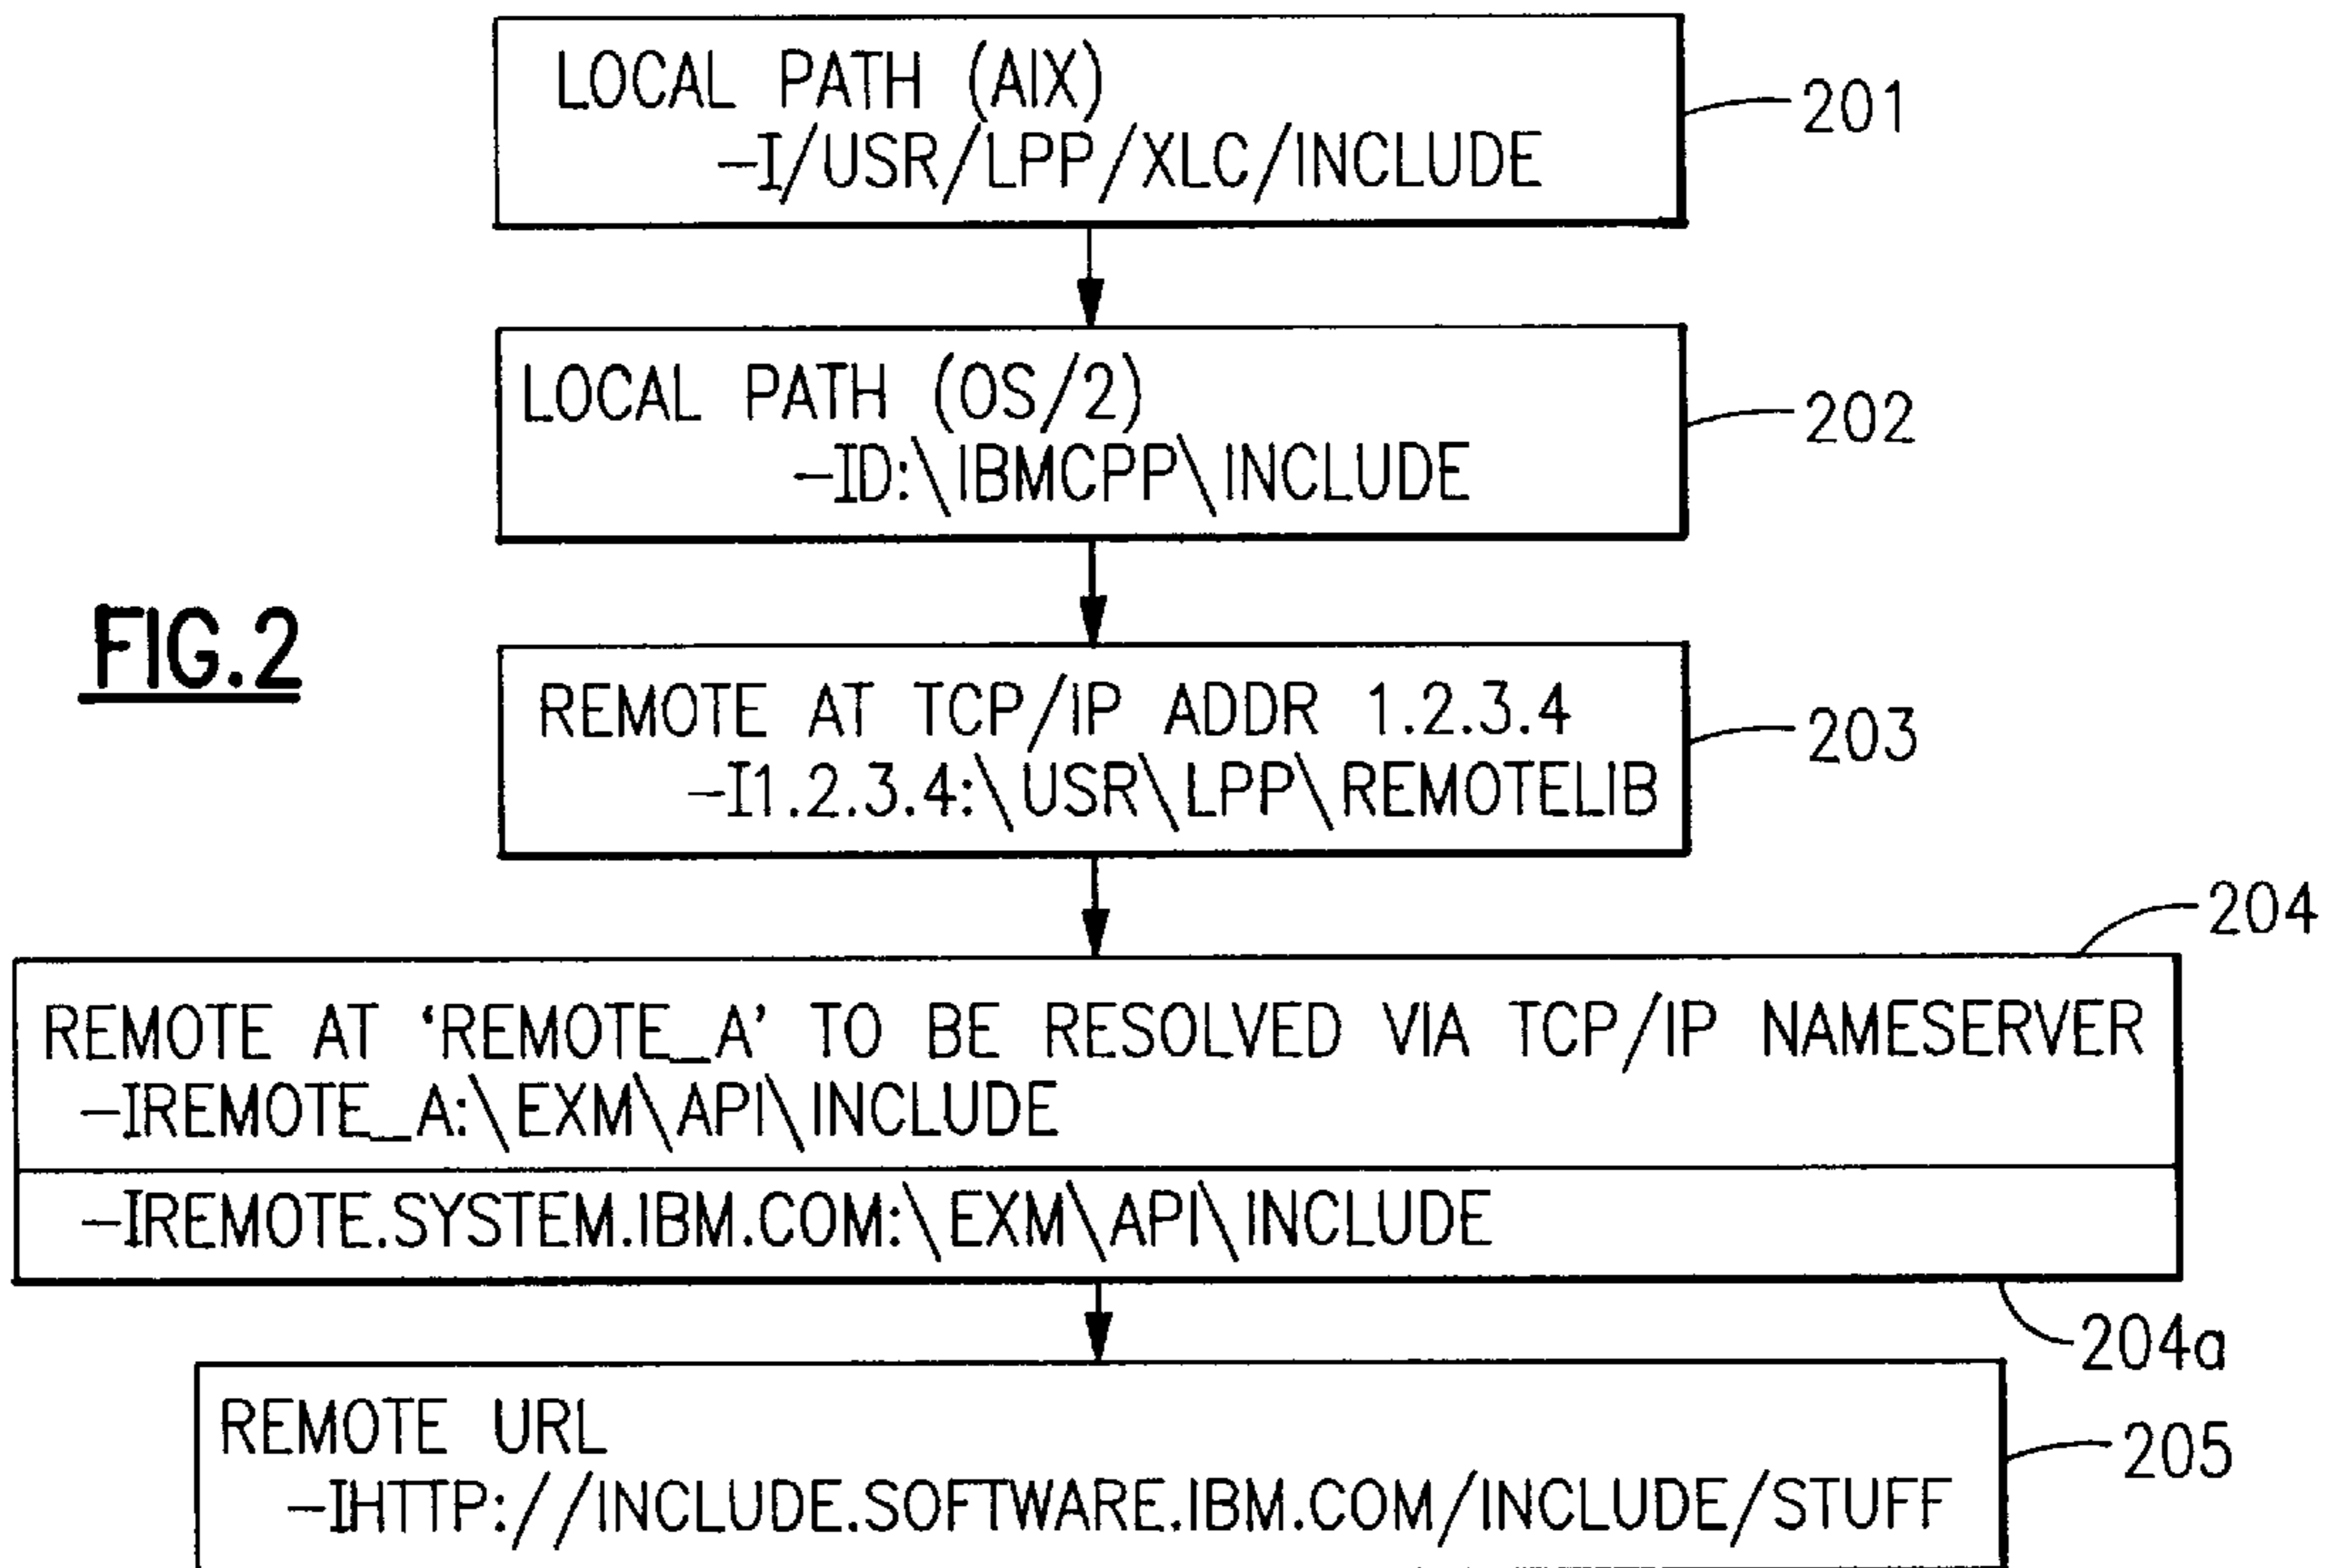 LOCAL PATH (AIX)
-I/USR/LPP/XLC/INCLUDE
201
LOCAL PATH (OS/2)
-ID:\IBMCPP\INCLUDE
202
FIG.2
REMOTE AT TCP/IP ADDR 1.2.3.4
-I1.2.3.4:\USR\LPP\REMOTELIB
203
204
REMOTE AT 'REMOTE_A' TO BE RESOLVED VIA TCP/IP NAMESERVER
-IREMOTE_A:\EXM\API\INCLUDE
-IREMOTE.SYSTEM.IBM.COM:\EXM\API\INCLUDE
204a
REMOTE URL
-IHTTP://INCLUDE.SOFTWARE.IBM.COM/INCLUDE/STUFF
205